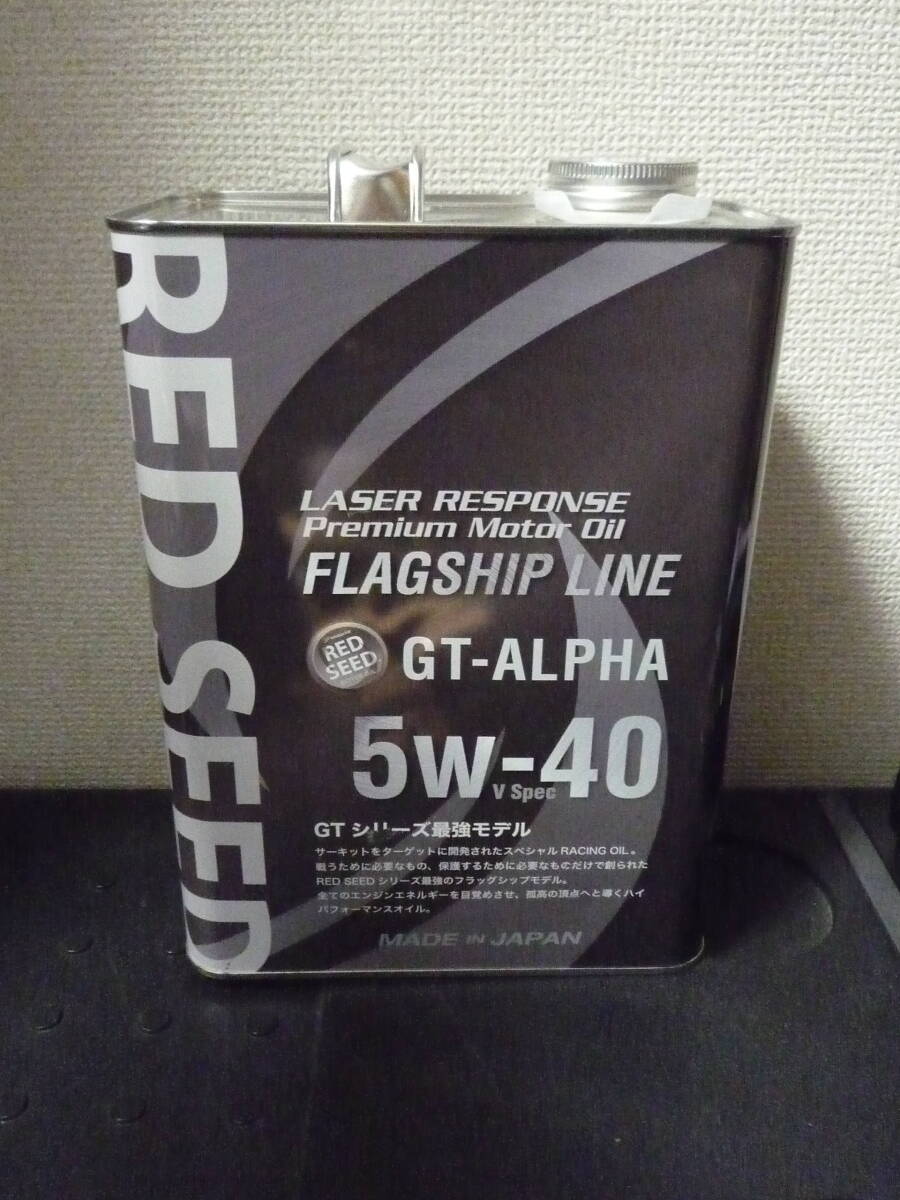 RED SEED
LASER RESPONSE
Premium Motor Oil
FLAGSHIP LINE
RED
SEED
GT-ALPHA
5w-40
V Spec
GT シリーズ最強モデル
サーキットをターゲットに開発されたスペシャル RACING OIL。
戦うために必要なもの、保護するために必要なものだけで創られた
RED SEED シリーズ最強のフラッグシップモデル。
全てのエンジンエネルギーを目覚めさせ、孤高の頂点へと導くハイ
パフォーマンスオイル。
MADE IN JAPAN